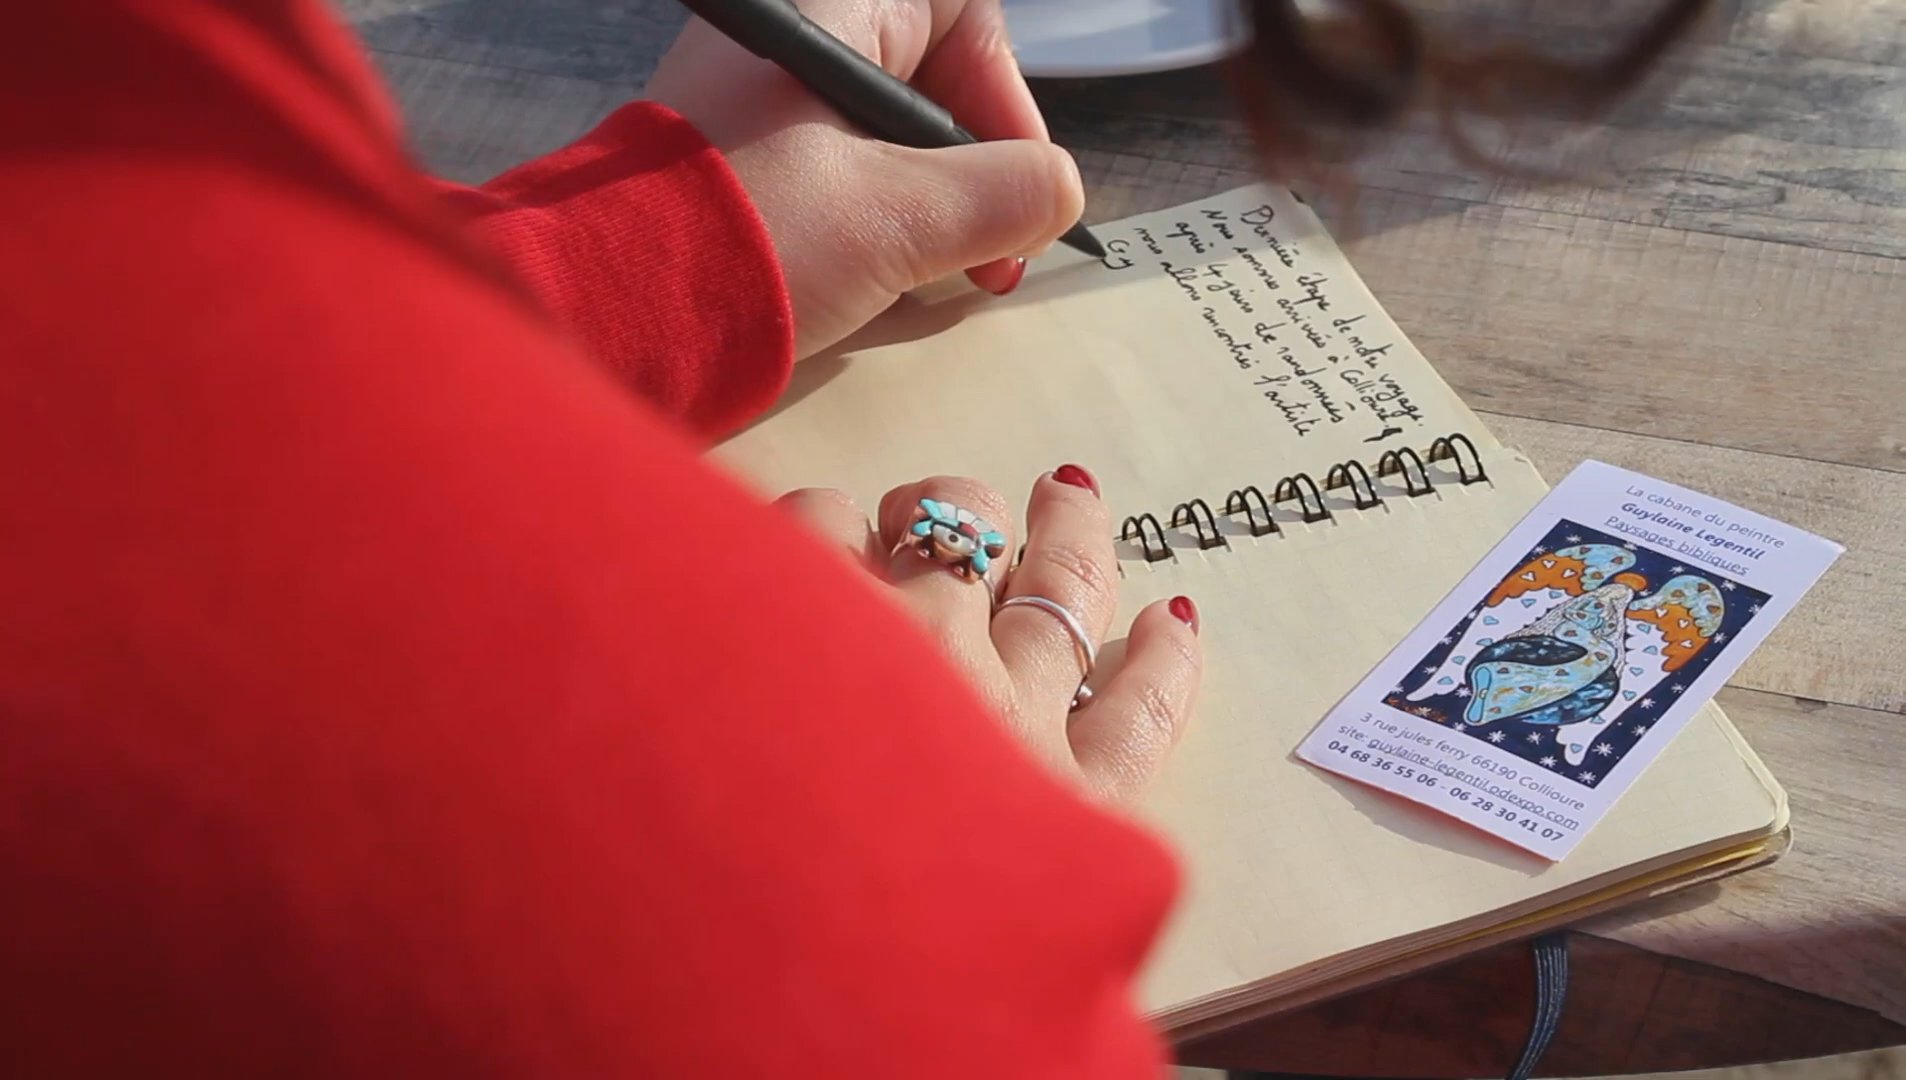 Dernière étape de notre voyage.
Nous sommes arrivées à Collioure,
après 4 jours de randonnées
nous allons rencontrer l'artiste
Gy
La cabane du peintre
Guylaine Legentil
Paysages bibliques
3 rue jules ferry 66190 Collioure
site: guylaine-legentil.odexpo.com
04 68 36 55 06 - 06 28 30 41 07